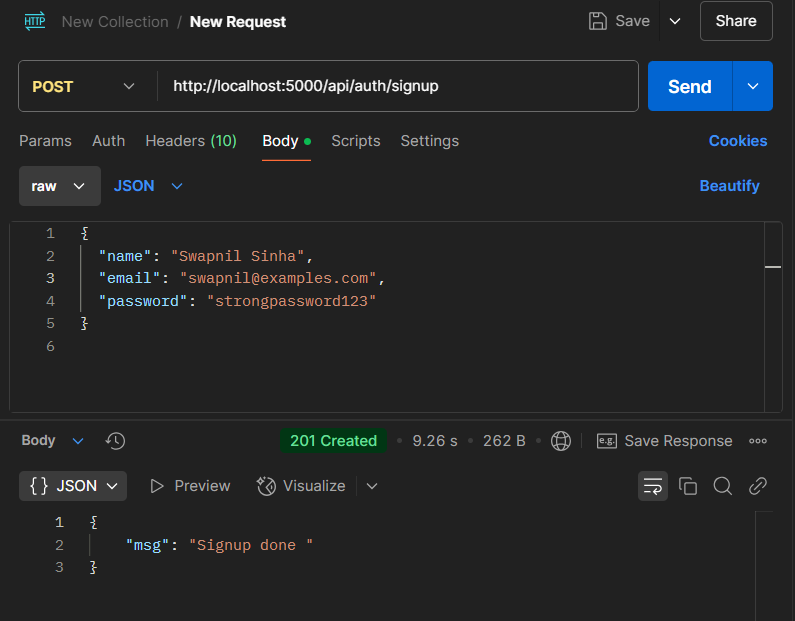 HTTP New Collection / New Request Save Share
POST http://localhost:5000/api/auth/signup Send
Params Auth Headers (10) Body Scripts Settings Cookies
raw JSON Beautify
1 {
2 "name": "Swapnil Sinha",
3 "email": "swapnil@examples.com",
4 "password": "strongpassword123"
5 }
6
Body 201 Created • 9.26 s • 262 B • e.g. Save Response
{} JSON Preview Visualize
1 {
2 "msg": "Signup done "
3 }